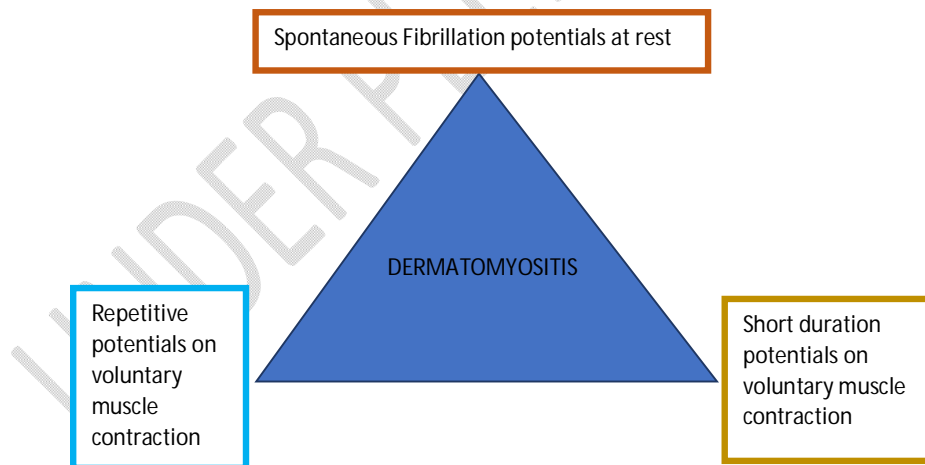 Spontaneous Fibrillation potentials at rest
DERMATOMYOSITIS
Repetitive
potentials on
voluntary
muscle
contraction
Short duration
potentials on
voluntary muscle
contraction
UNDER